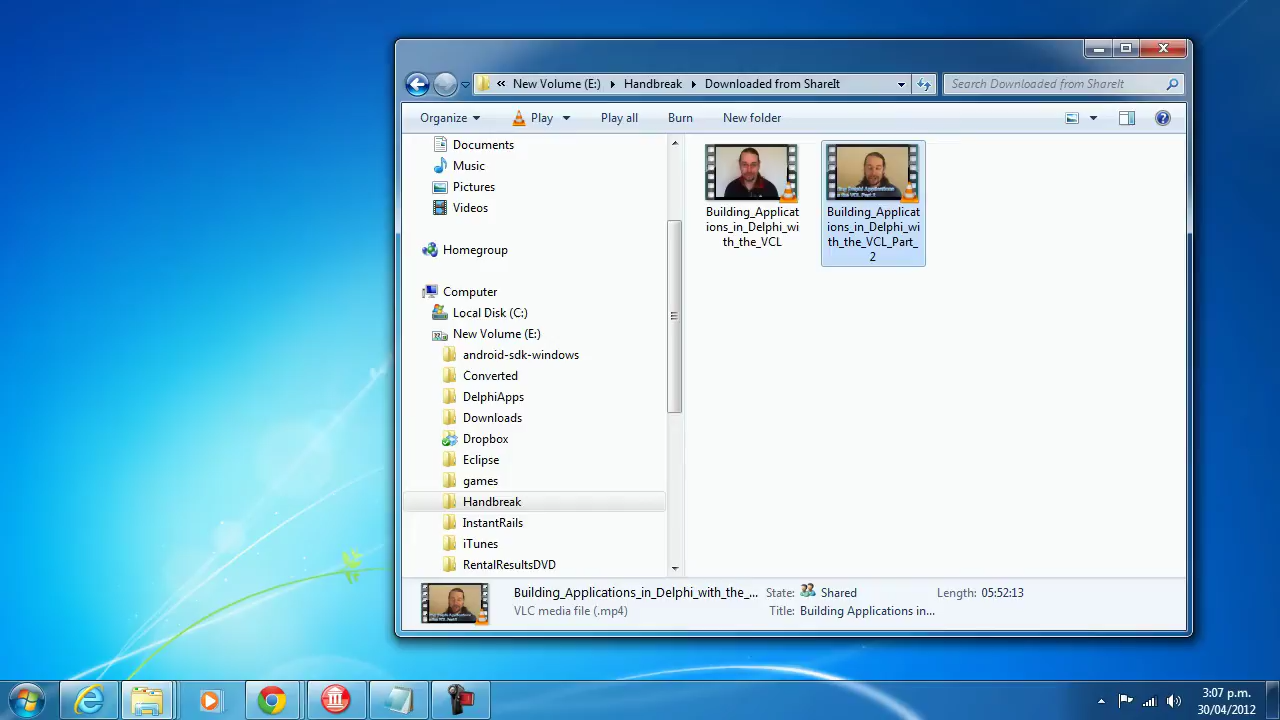 « New Volume (E:) Handbreak Downloaded from ShareIt
Search Downloaded from ShareIt
Organize Play Play all Burn New folder
Documents
Music
Pictures
Videos
Homegroup
Computer
Local Disk (C:)
New Volume (E:)
android-sdk-windows
Converted
DelphiApps
Downloads
Dropbox
Eclipse
games
Handbreak
InstantRails
iTunes
RentalResultsDVD
Building_Applicat
ions_in_Delphi_wi
th_the_VCL
Building_Applicat
ions_in_Delphi_wi
th_the_VCL_Part_
2
Building_Applications_in_Delphi_with_the_... State: Shared Length: 05:52:13
VLC media file (.mp4) Title: Building Applications in...
3:07 p.m.
30/04/2012